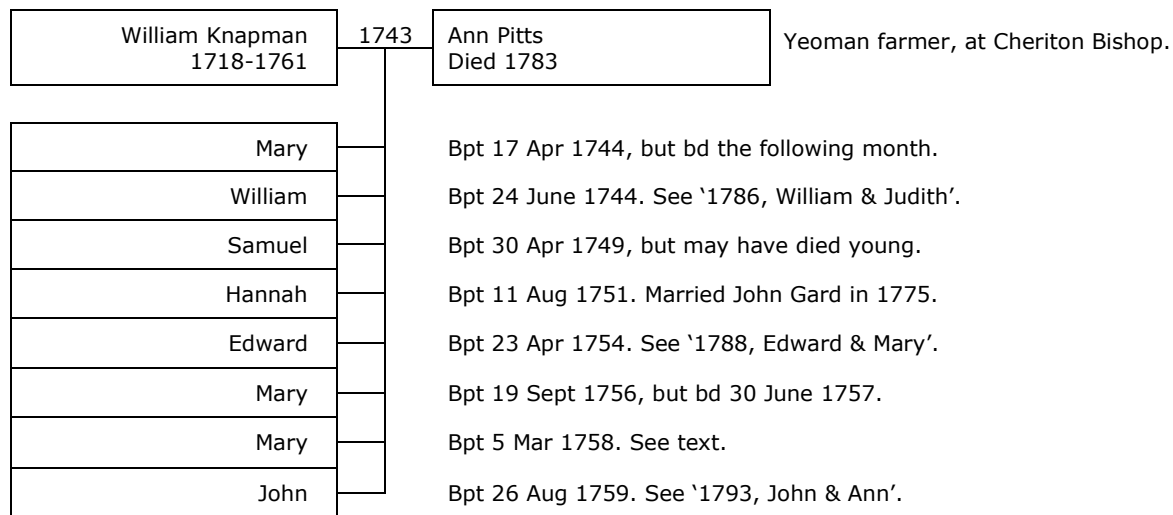 William Knapman 1743 Ann Pitts Yeoman farmer, at Cheriton Bishop.
1718-1761 Died 1783
Mary Bpt 17 Apr 1744, but bd the following month.
William Bpt 24 June 1744. See ‘1786, William & Judith’.
Samuel Bpt 30 Apr 1749, but may have died young.
Hannah Bpt 11 Aug 1751. Married John Gard in 1775.
Edward Bpt 23 Apr 1754. See ‘1788, Edward & Mary’.
Mary Bpt 19 Sept 1756, but bd 30 June 1757.
Mary Bpt 5 Mar 1758. See text.
John Bpt 26 Aug 1759. See ‘1793, John & Ann’.